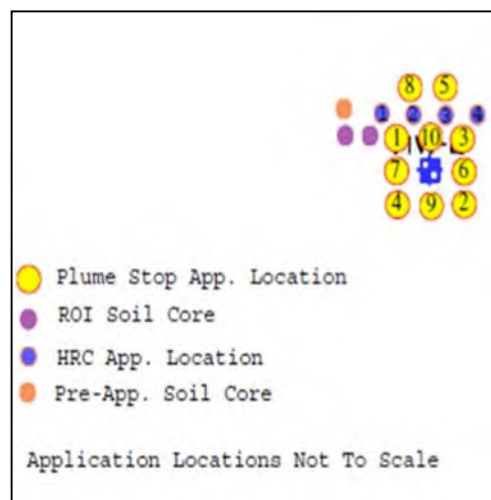 8 5
1 2 3 4
1 10 3
7 6
4 9 2
Plume Stop App. Location
ROI Soil Core
HRC App. Location
Pre-App. Soil Core
Application Locations Not To Scale